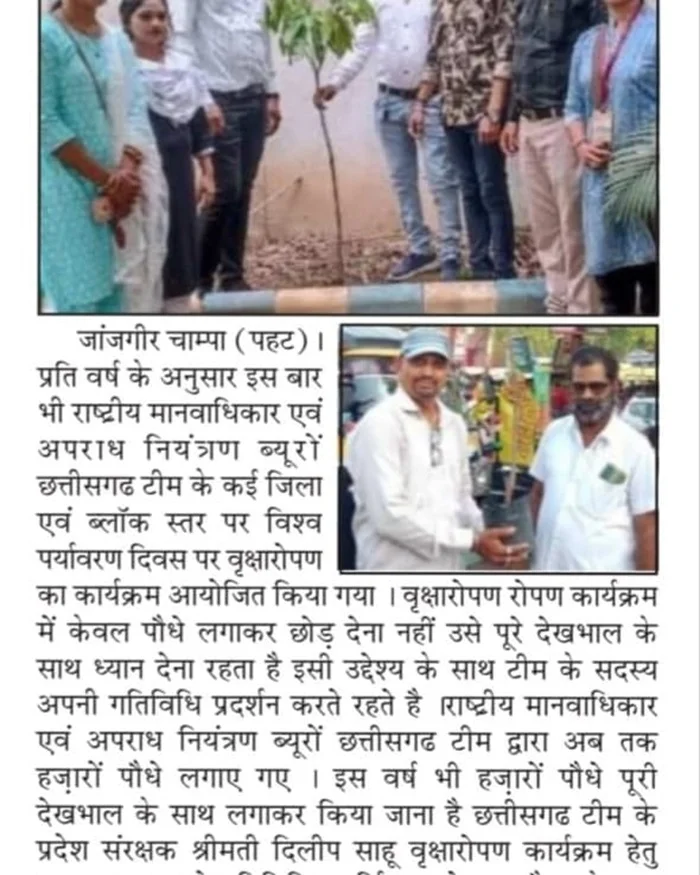 जांजगीर चाम्पा (पहट)।
प्रति वर्ष के अनुसार इस बार
भी राष्ट्रीय मानवाधिकार एवं
अपराध नियंत्रण ब्यूरों
छत्तीसगढ टीम के कई जिला
एवं ब्लॉक स्तर पर विश्व
पर्यावरण दिवस पर वृक्षारोपण
का कार्यक्रम आयोजित किया गया । वृक्षारोपण रोपण कार्यक्रम
में केवल पौधे लगाकर छोड़ देना नहीं उसे पूरे देखभाल के
साथ ध्यान देना रहता है इसी उद्देश्य के साथ टीम के सदस्य
अपनी गतिविधि प्रदर्शन करते रहते है ।राष्ट्रीय मानवाधिकार
एवं अपराध नियंत्रण ब्यूरों छत्तीसगढ टीम द्वारा अब तक
हज़ारों पौधे लगाए गए । इस वर्ष भी हज़ारों पौधे पूरी
देखभाल के साथ लगाकर किया जाना है छत्तीसगढ टीम के
प्रदेश संरक्षक श्रीमती दिलीप साहू वृक्षारोपण कार्यक्रम हेतु